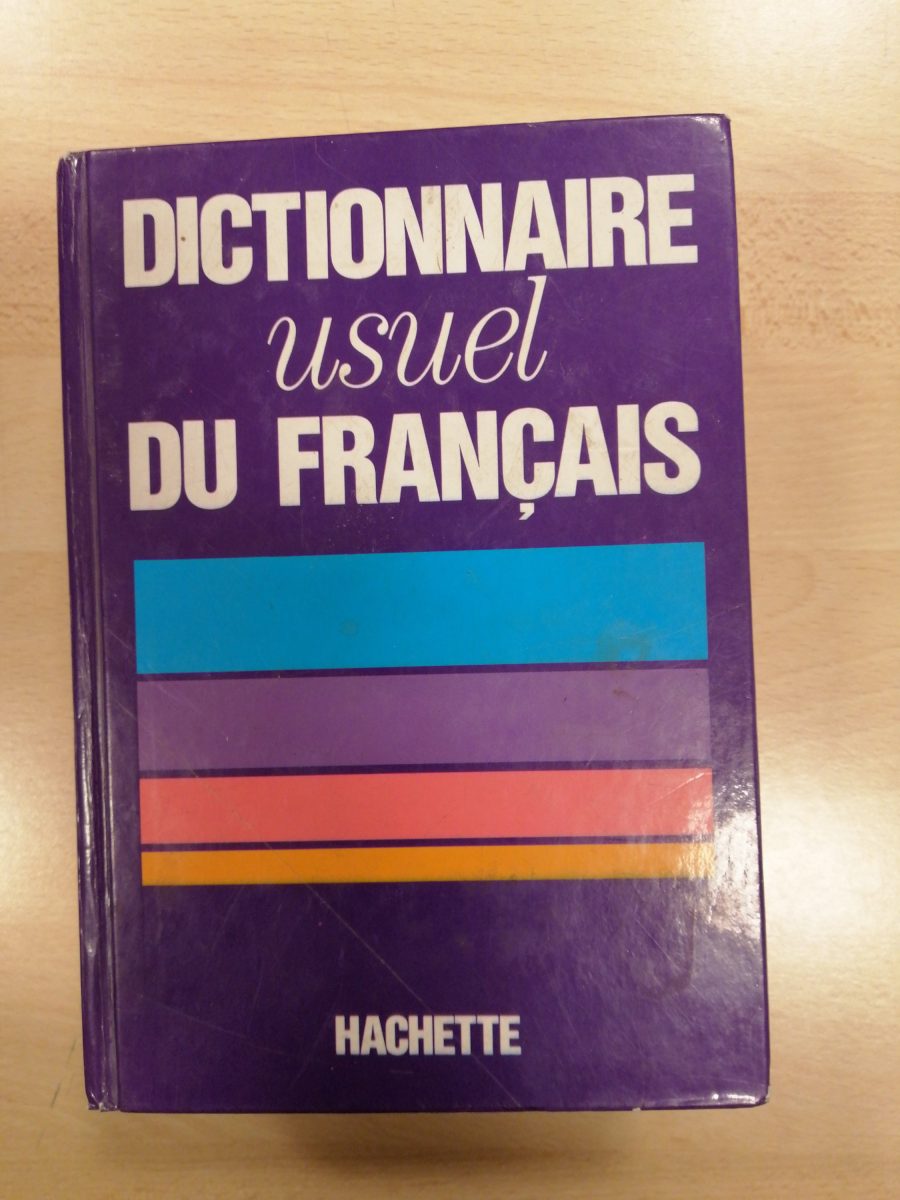 DICTIONNAIRE
usuel
DU FRANÇAIS
HACHETTE